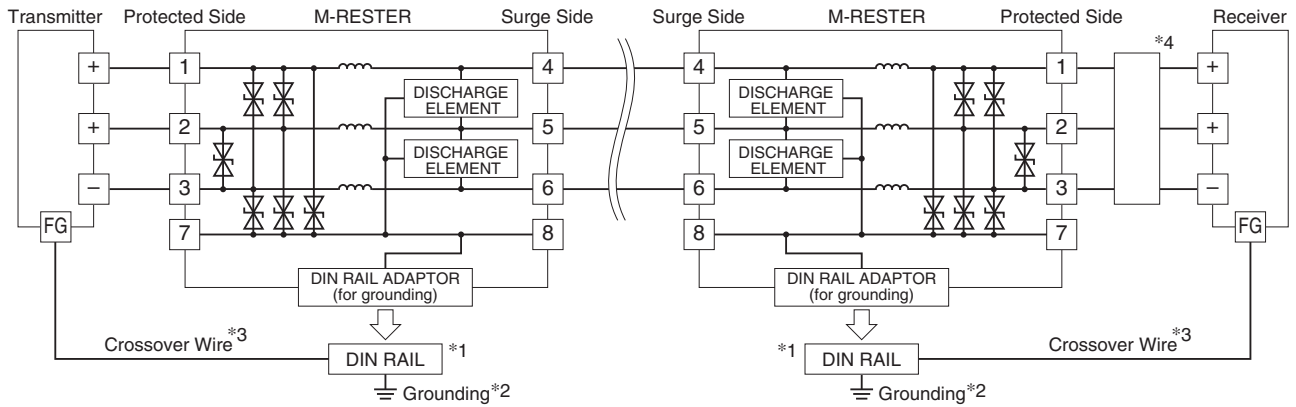 Transmitter Protected Side M-RESTER Surge Side Surge Side M-RESTER Protected Side Receiver
*4
+ 1 4 4 1 +
DISCHARGE ELEMENT DISCHARGE ELEMENT
+ 2 5 5 2 +
DISCHARGE ELEMENT DISCHARGE ELEMENT
− 3 6 6 3 −
FG 7 8 8 7 FG
DIN RAIL ADAPTOR DIN RAIL ADAPTOR
(for grounding) (for grounding)
Crossover Wire*3 Crossover Wire*3
DIN RAIL *1 *1 DIN RAIL
Grounding*2 Grounding*2